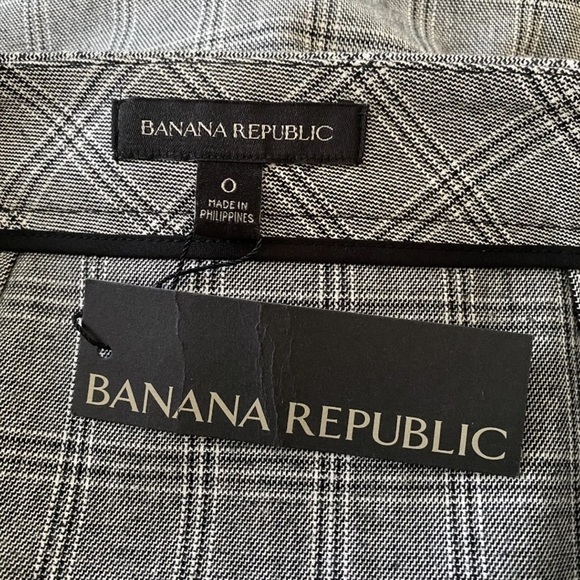 BANANA REPUBLIC
0
MADE IN
PHILIPPINES
BANANA REPUBLIC